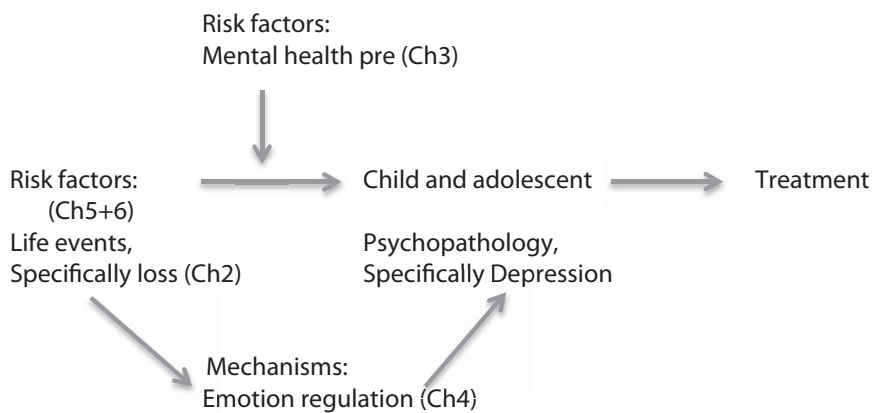 Risk factors:
Mental health pre (Ch3)
Risk factors:
(Ch5+6)
Life events,
Specifically loss (Ch2)
Child and adolescent
Psychopathology,
Specifically Depression
Treatment
Mechanisms:
Emotion regulation (Ch4)